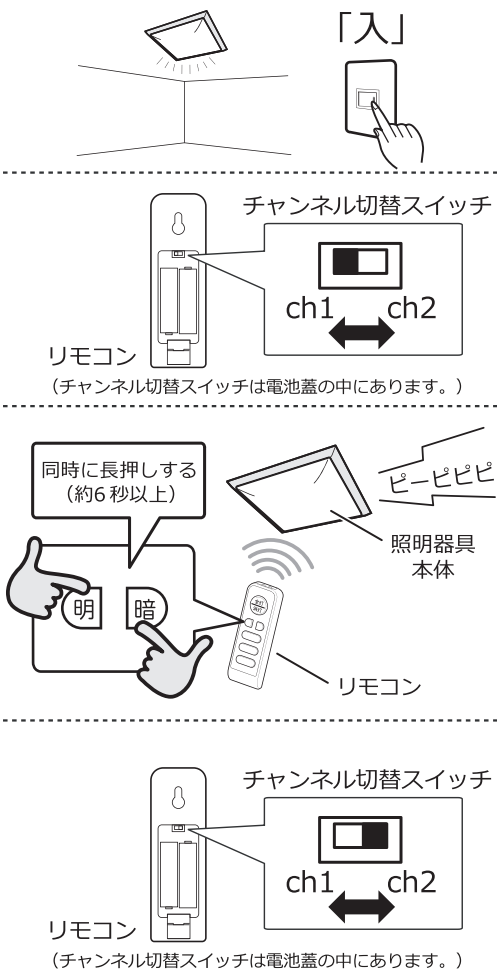 「入」
チャンネル切替スイッチ
ch1 ch2
リモコン
（チャンネル切替スイッチは電池蓋の中にあります。）
同時に長押しする
（約6秒以上）
ピーピピピ
明 暗
照明器具
本体
リモコン
チャンネル切替スイッチ
ch1 ch2
リモコン
（チャンネル切替スイッチは電池蓋の中にあります。）